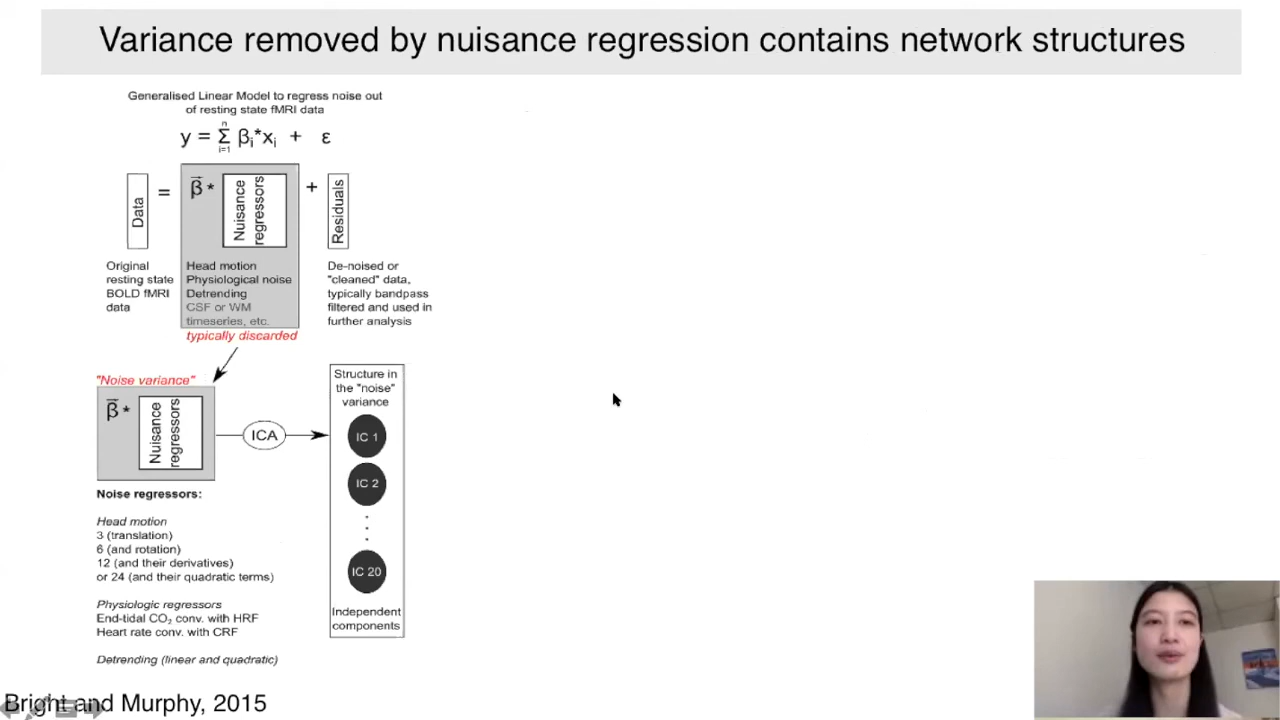 Variance removed by nuisance regression contains network structures
Generalised Linear Model to regress noise out
of resting state fMRI data
y = Σ βi*xi + ε
n
i=1
Data
=
β *
Nuisance
regressors
+
Residuals
Original
resting state
BOLD fMRI
data
Head motion
Physiological noise
Detrending
CSF or WM
timeseries, etc.
typically discarded
De-noised or
"cleaned" data,
typically bandpass
filtered and used in
further analysis
"Noise variance"
β *
Nuisance
regressors
ICA
Structure in
the "noise"
variance
IC 1
IC 2
IC 20
Independent
components
Noise regressors:
Head motion
3 (translation)
6 (and rotation)
12 (and their derivatives)
or 24 (and their quadratic terms)
Physiologic regressors
End-tidal CO₂ conv. with HRF
Heart rate conv. with CRF
Detrending (linear and quadratic)
Bright and Murphy, 2015